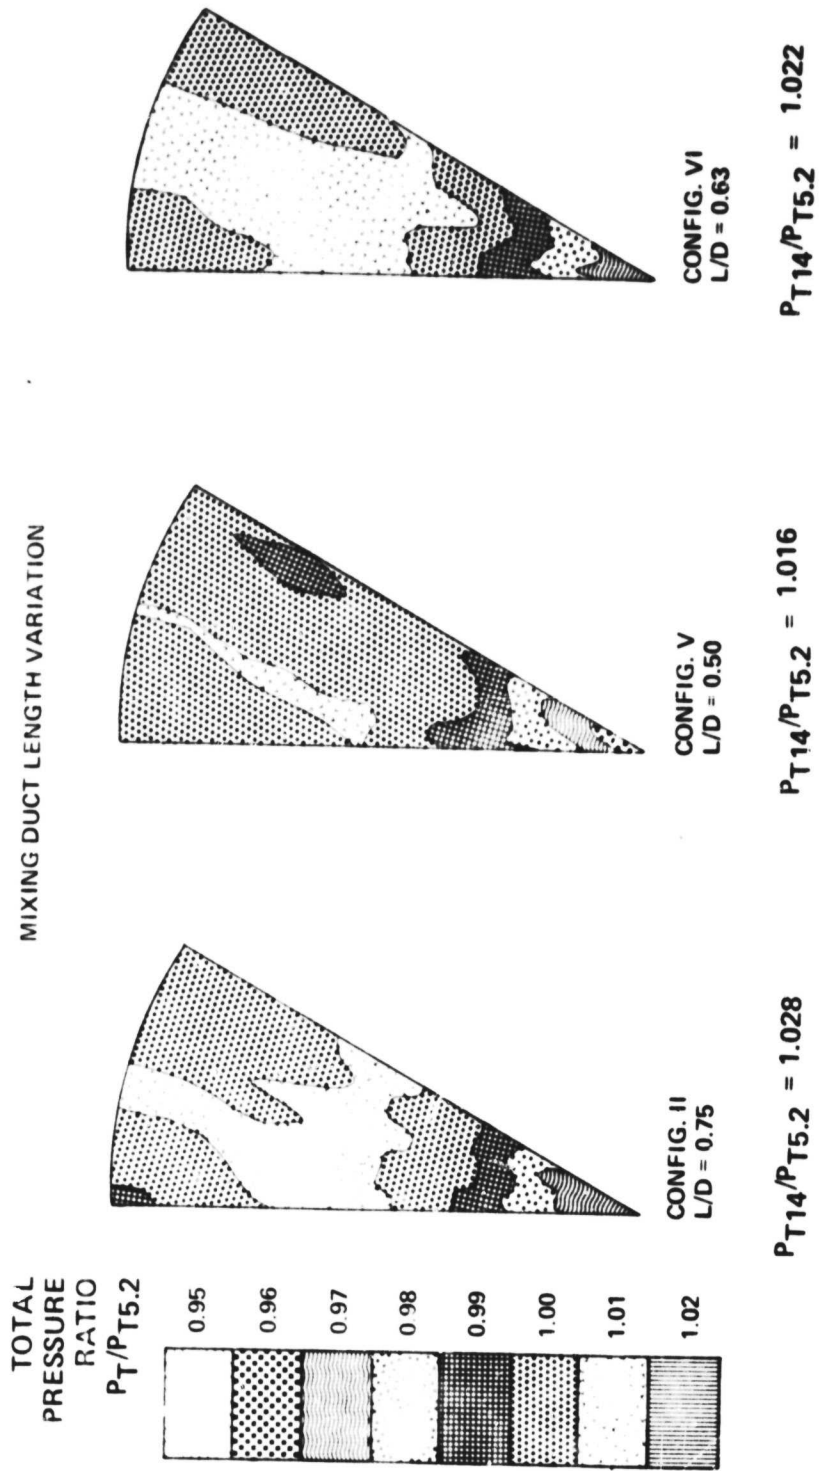 MIXING DUCT LENGTH VARIATION
TOTAL
PRESSURE
RATIO
PT/PT5.2
0.95
0.96
0.97
0.98
0.99
1.00
1.01
1.02
CONFIG. II
L/D = 0.75
PT14/PT5.2 = 1.028
CONFIG. V
L/D = 0.50
PT14/PT5.2 = 1.016
CONFIG. VI
L/D = 0.63
PT14/PT5.2 = 1.022